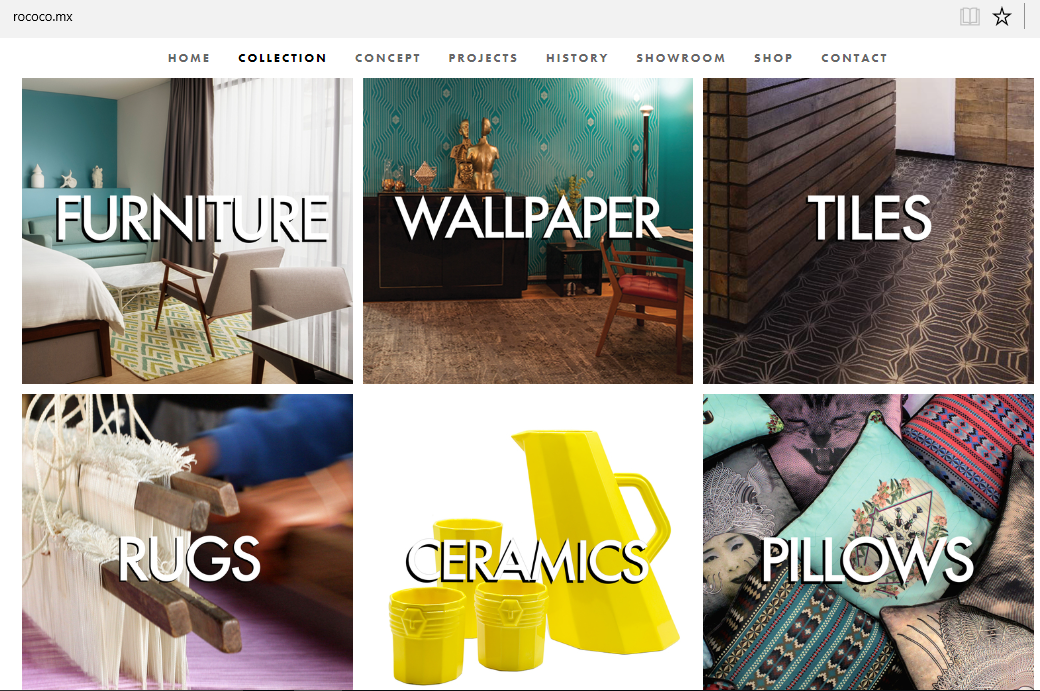 rococo.mx
HOME COLLECTION CONCEPT PROJECTS HISTORY SHOWROOM SHOP CONTACT
FURNITURE WALLPAPER TILES
RUGS CERAMICS PILLOWS